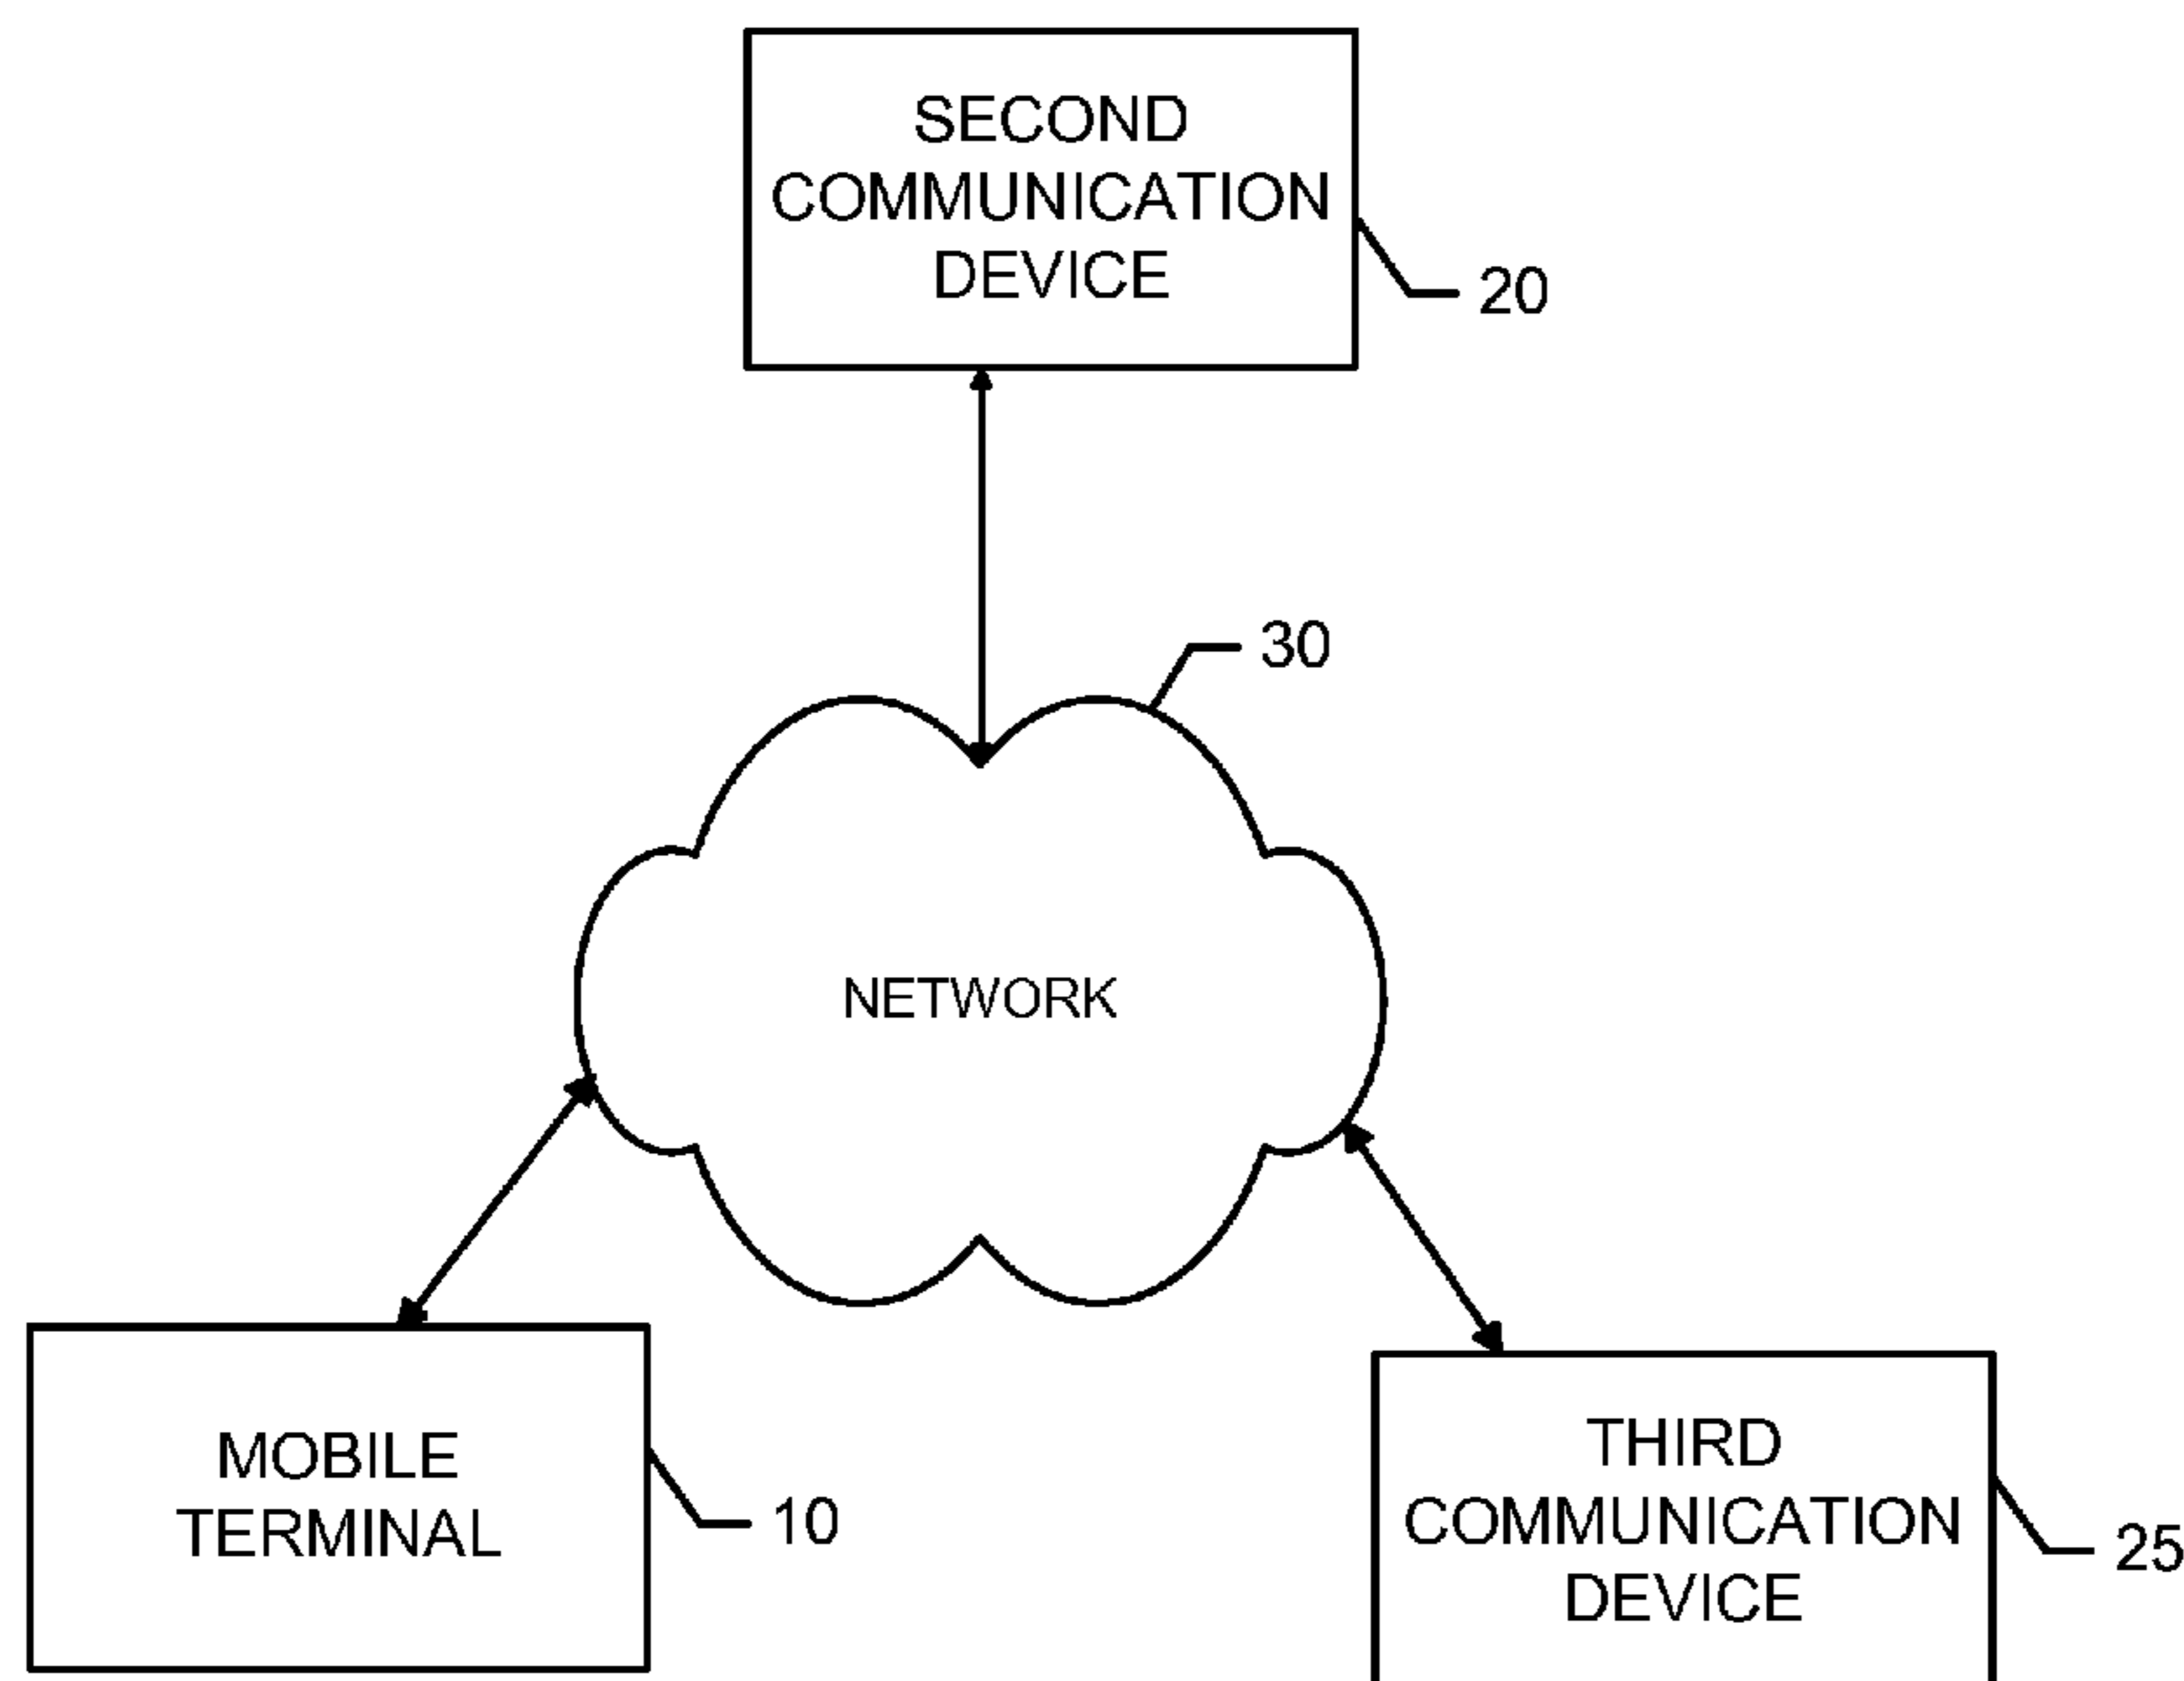 SECOND
COMMUNICATION
DEVICE
20
30
NETWORK
MOBILE
TERMINAL
10
THIRD
COMMUNICATION
DEVICE
25